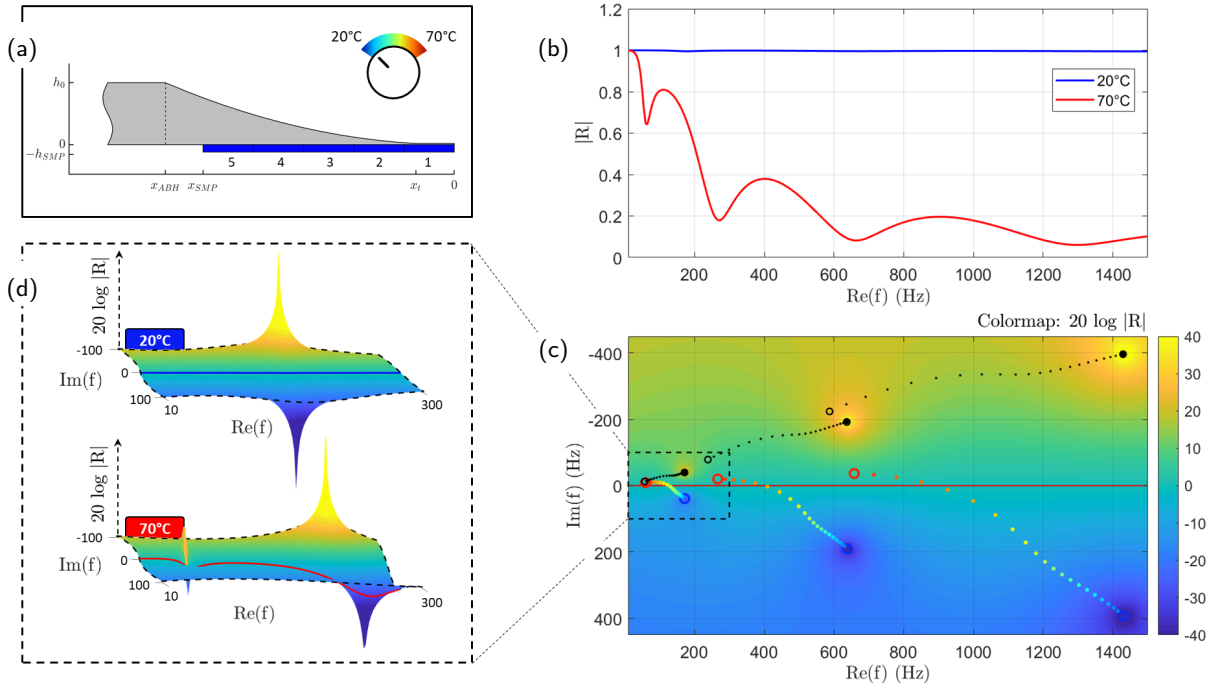 (a)
20°C 70°C
h₀
0
−h_SMP
5 4 3 2 1
x_ABH x_SMP x_t 0
(b)
|R|
1.2
1
0.8
0.6
0.4
0.2
0
20°C
70°C
200 400 600 800 1000 1200 1400
Re(f) (Hz)
(d)
20 log |R|
20°C
-100
0
100
Im(f)
10
Re(f)
300
20 log |R|
70°C
-100
0
100
Im(f)
10
Re(f)
300
Colormap: 20 log |R|
(c)
Im(f) (Hz)
-400
-200
0
200
400
200 400 600 800 1000 1200 1400
Re(f) (Hz)
40
30
20
10
0
-10
-20
-30
-40